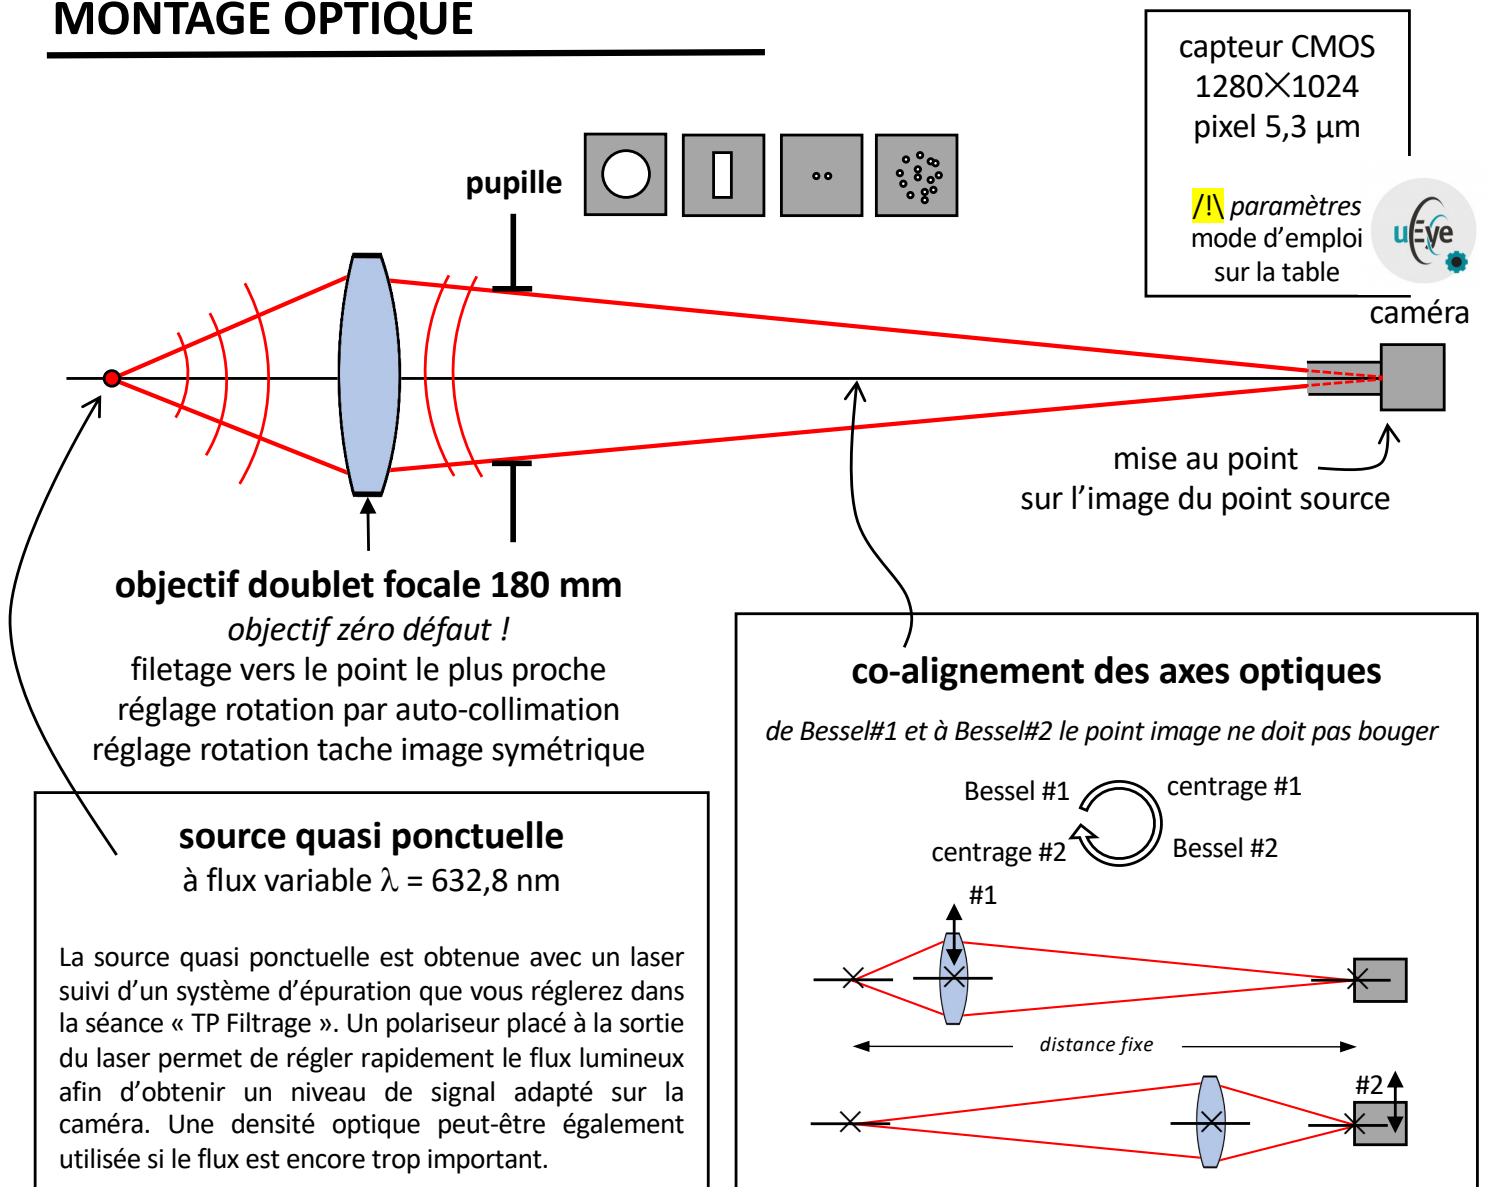 MONTAGE OPTIQUE
capteur CMOS
1280×1024
pixel 5,3 µm
/!\ paramètres
mode d'emploi
sur la table
uEye
caméra
pupille
mise au point
sur l'image du point source
objectif doublet focale 180 mm
objectif zéro défaut !
filetage vers le point le plus proche
réglage rotation par auto-collimation
réglage rotation tache image symétrique
source quasi ponctuelle
à flux variable λ = 632,8 nm
La source quasi ponctuelle est obtenue avec un laser
suivi d'un système d'épuration que vous réglerez dans
la séance « TP Filtrage ». Un polariseur placé à la sortie
du laser permet de régler rapidement le flux lumineux
afin d'obtenir un niveau de signal adapté sur la
caméra. Une densité optique peut-être également
utilisée si le flux est encore trop important.
co-alignement des axes optiques
de Bessel#1 et à Bessel#2 le point image ne doit pas bouger
Bessel #1
centrage #1
centrage #2
Bessel #2
#1
distance fixe
#2